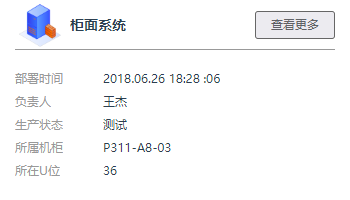 柜面系统
查看更多
部署时间 2018.06.26 18:28 :06
负责人 王杰
生产状态 测试
所属机柜 P311-A8-03
所在U位 36